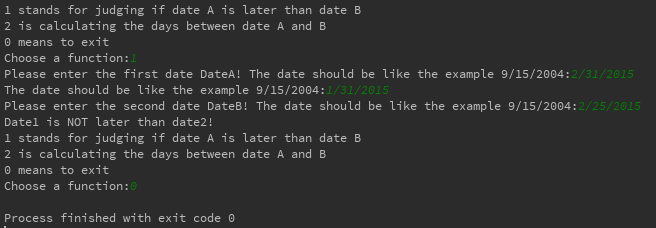 1 stands for judging if date A is later than date B
2 is calculating the days between date A and B
0 means to exit
Choose a function:1
Please enter the first date DateA! The date should be like the example 9/15/2004:2/31/2015
The date should be like the example 9/15/2004:1/31/2015
Please enter the second date DateB! The date should be like the example 9/15/2004:2/25/2015
Date1 is NOT later than date2!
1 stands for judging if date A is later than date B
2 is calculating the days between date A and B
0 means to exit
Choose a function:0
Process finished with exit code 0